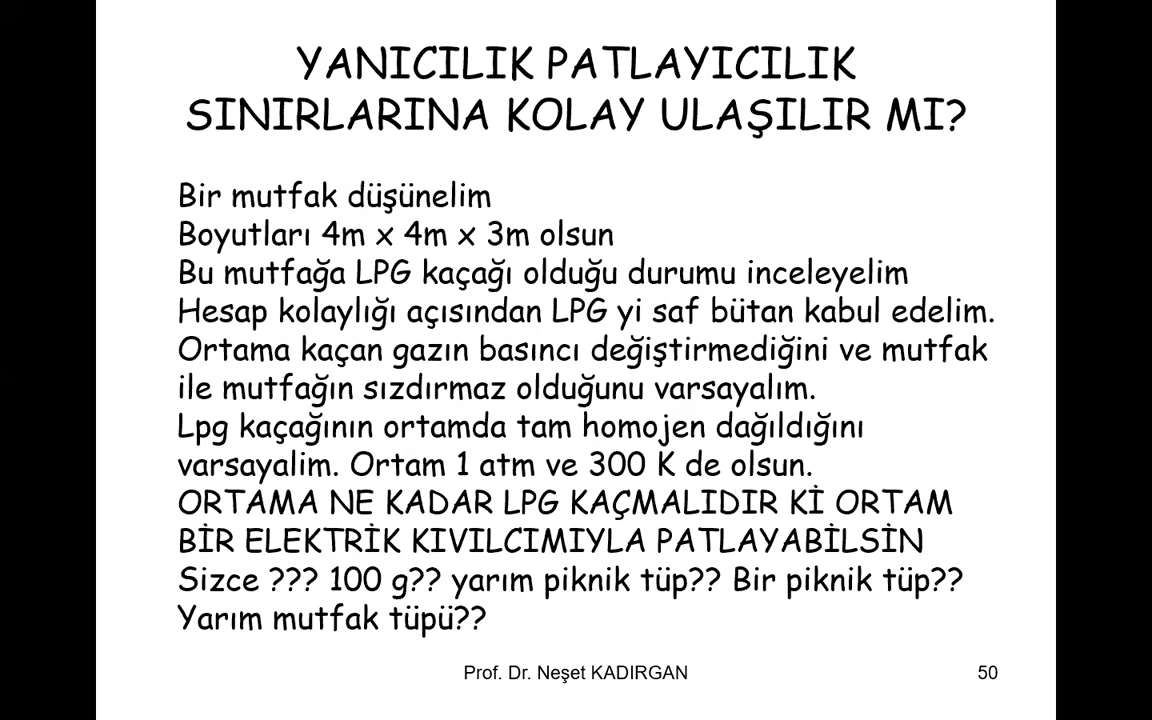 YANICILIK PATLAYICILIK
SINIRLARINA KOLAY ULAŞILIR MI?
Bir mutfak düşünelim
Boyutları 4m x 4m x 3m olsun
Bu mutfağa LPG kaçağı olduğu durumu inceleyelim
Hesap kolaylığı açısından LPG yi saf bütan kabul edelim.
Ortama kaçan gazın basıncı değiştirmediğini ve mutfak
ile mutfağın sızdırmaz olduğunu varsayalım.
Lpg kaçağının ortamda tam homojen dağıldığını
varsayalim. Ortam 1 atm ve 300 K de olsun.
ORTAMA NE KADAR LPG KAÇMALIDIR Kİ ORTAM
BİR ELEKTRİK KIVILCIMIYLA PATLAYABİLSİN
Sizce ??? 100 g?? yarım piknik tüp?? Bir piknik tüp??
Yarım mutfak tüpü??
Prof. Dr. Neşet KADIRGAN
50